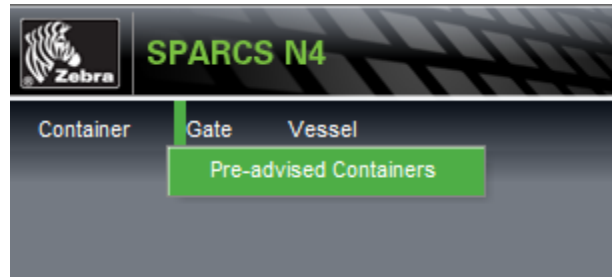 Zebra
SPARCS N4
Container Gate Vessel
Pre-advised Containers